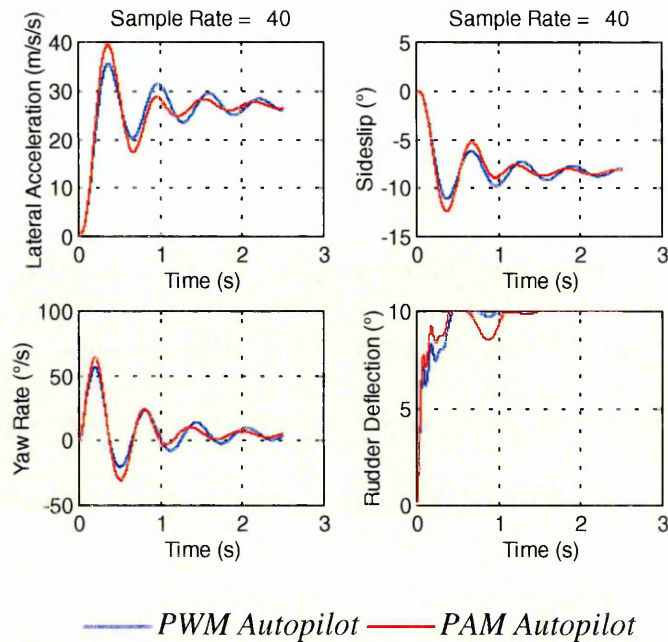 Sample Rate = 40
Lateral Acceleration (m/s/s)
40
30
20
10
0
0
1
2
3
Time (s)
Sample Rate = 40
Sideslip (°)
5
0
-5
-10
-15
0
1
2
3
Time (s)
Yaw Rate (°/s)
100
50
0
-50
0
1
2
3
Time (s)
Rudder Deflection (°)
10
5
0
0
1
2
3
Time (s)
PWM Autopilot
PAM Autopilot